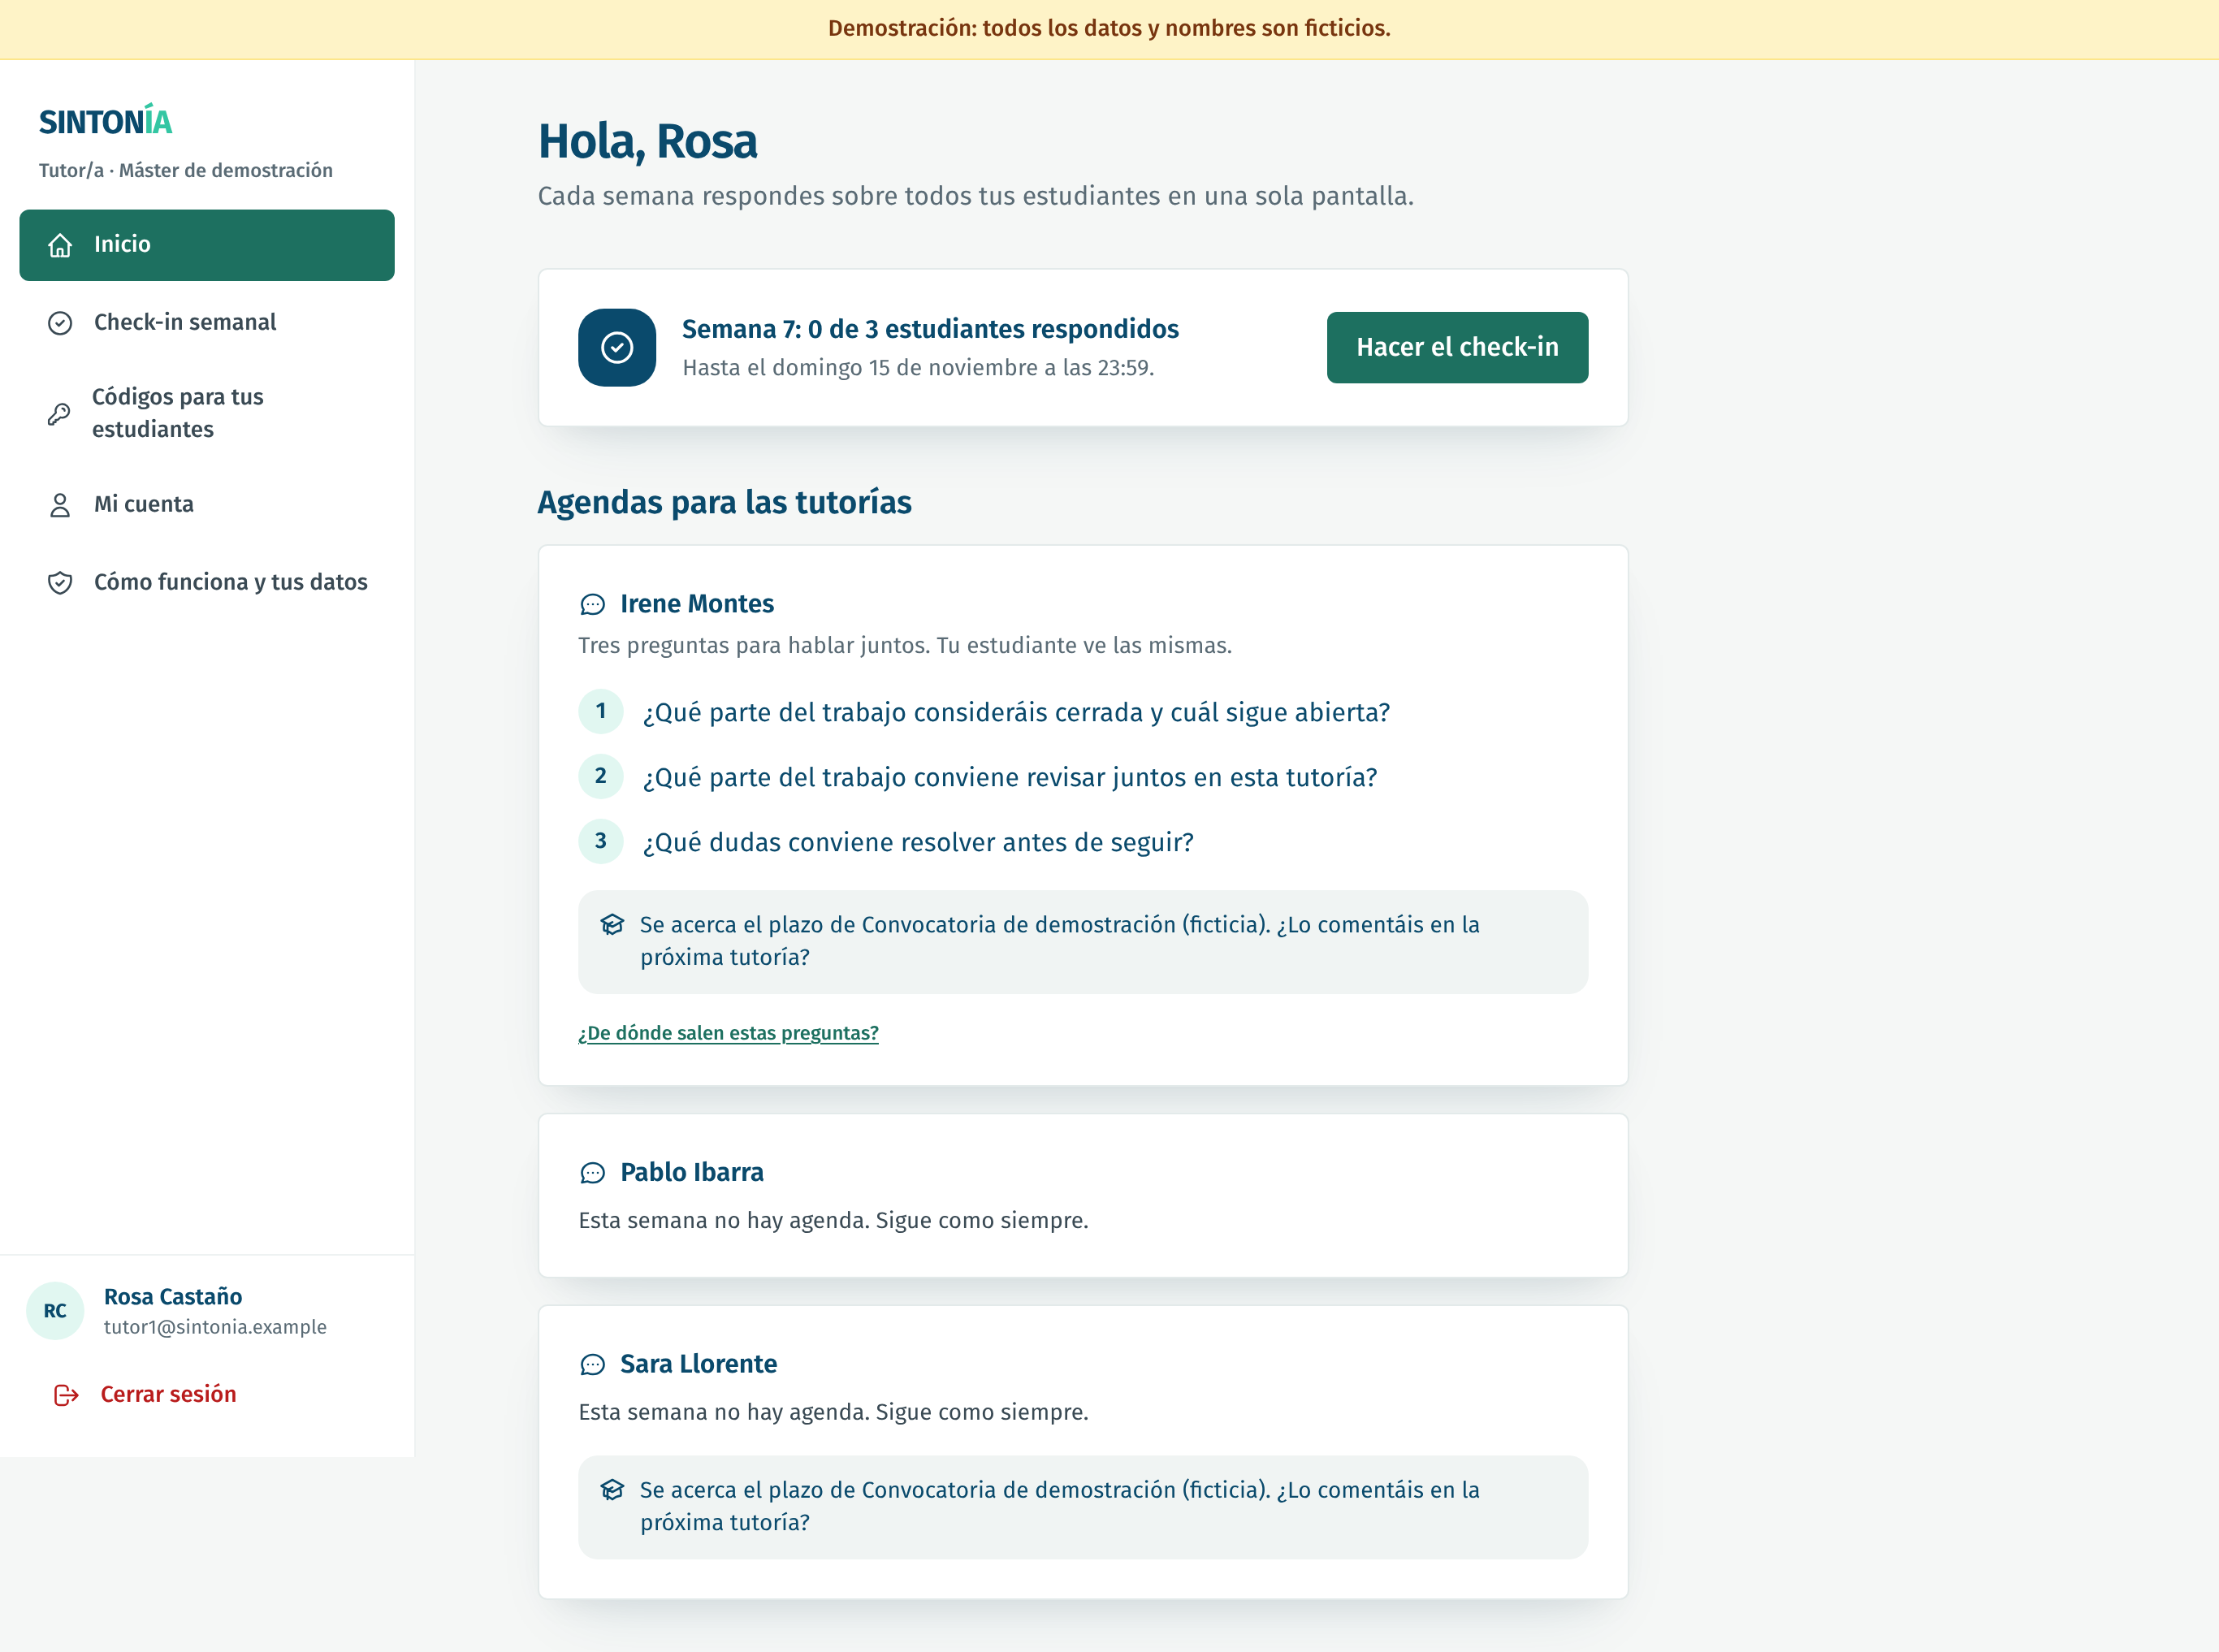 Demostración: todos los datos y nombres son ficticios.
SINTONÍA
Tutor/a · Máster de demostración
Inicio
Check-in semanal
Códigos para tus
estudiantes
Mi cuenta
Cómo funciona y tus datos
Rosa Castaño
RC
tutor1@sintonia.example
Cerrar sesión
Hola, Rosa
Cada semana respondes sobre todos tus estudiantes en una sola pantalla.
Semana 7: 0 de 3 estudiantes respondidos
Hasta el domingo 15 de noviembre a las 23:59.
Hacer el check-in
Agendas para las tutorías
Irene Montes
Tres preguntas para hablar juntos. Tu estudiante ve las mismas.
1 ¿Qué parte del trabajo consideráis cerrada y cuál sigue abierta?
2 ¿Qué parte del trabajo conviene revisar juntos en esta tutoría?
3 ¿Qué dudas conviene resolver antes de seguir?
Se acerca el plazo de Convocatoria de demostración (ficticia). ¿Lo comentáis en la
próxima tutoría?
¿De dónde salen estas preguntas?
Pablo Ibarra
Esta semana no hay agenda. Sigue como siempre.
Sara Llorente
Esta semana no hay agenda. Sigue como siempre.
Se acerca el plazo de Convocatoria de demostración (ficticia). ¿Lo comentáis en la
próxima tutoría?